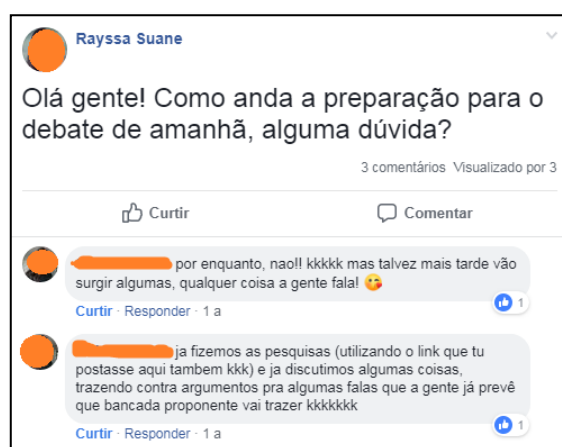 Rayssa Suane
Olá gente! Como anda a preparação para o
debate de amanhã, alguma dúvida?
3 comentários Visualizado por 3
Curtir Comentar
por enquanto, nao!! kkkkk mas talvez mais tarde vão
surgir algumas, qualquer coisa a gente fala! 😋
Curtir · Responder · 1 a
1
ja fizemos as pesquisas (utilizando o link que tu
postasse aqui tambem kkk) e ja discutimos algumas coisas,
trazendo contra argumentos pra algumas falas que a gente já prevê
que bancada proponente vai trazer kkkkkkk
1
Curtir · Responder · 1 a